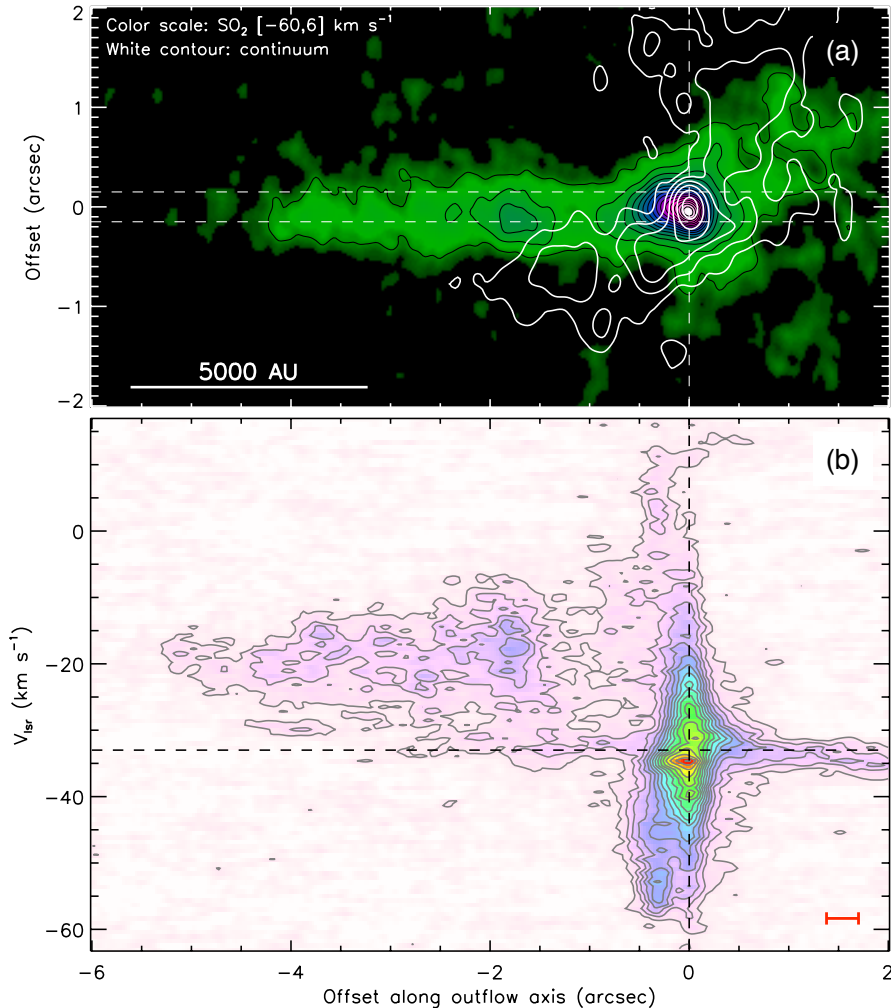 Color scale: SO₂ [−60,6] km s⁻¹
White contour: continuum
(a)
2
1
0
−1
−2
Offset (arcsec)
5000 AU
(b)
0
−20
−40
−60
V_lsr (km s⁻¹)
−6
−4
−2
0
2
Offset along outflow axis (arcsec)